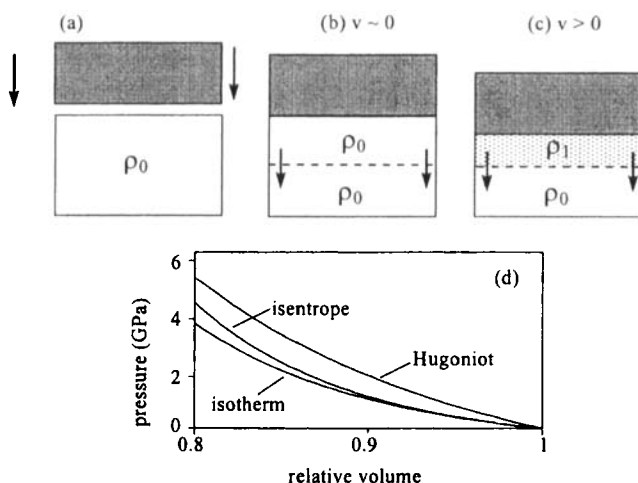 (a)
(b) v ~ 0
(c) v > 0
ρ₀
ρ₀
ρ₀
ρ₁
ρ₀
(d)
6
4
2
0
pressure (GPa)
isentrope
Hugoniot
isotherm
0.8
0.9
1
relative volume